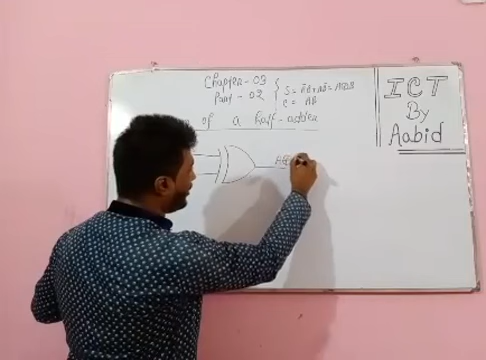 Chapter-03
Part - 02
S = ĀB+AB̄ = A⊕B
C = AB
of a half-adder
A⊕
ICT
By
Aabid